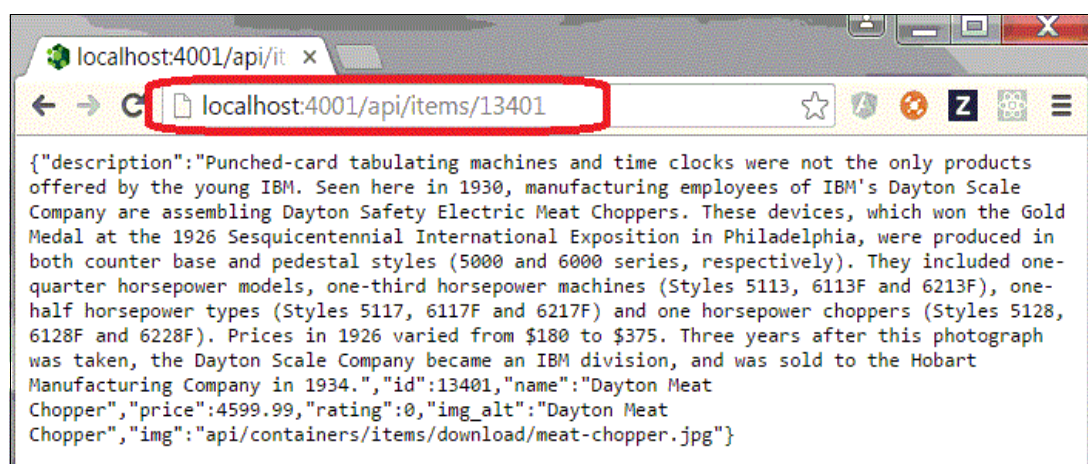 localhost:4001/api/it ×
localhost:4001/api/items/13401
Z
{"description":"Punched-card tabulating machines and time clocks were not the only products
offered by the young IBM. Seen here in 1930, manufacturing employees of IBM's Dayton Scale
Company are assembling Dayton Safety Electric Meat Choppers. These devices, which won the Gold
Medal at the 1926 Sesquicentennial International Exposition in Philadelphia, were produced in
both counter base and pedestal styles (5000 and 6000 series, respectively). They included one-
quarter horsepower models, one-third horsepower machines (Styles 5113, 6113F and 6213F), one-
half horsepower types (Styles 5117, 6117F and 6217F) and one horsepower choppers (Styles 5128,
6128F and 6228F). Prices in 1926 varied from $180 to $375. Three years after this photograph
was taken, the Dayton Scale Company became an IBM division, and was sold to the Hobart
Manufacturing Company in 1934.","id":13401,"name":"Dayton Meat
Chopper","price":4599.99,"rating":0,"img_alt":"Dayton Meat
Chopper","img":"api/containers/items/download/meat-chopper.jpg"}